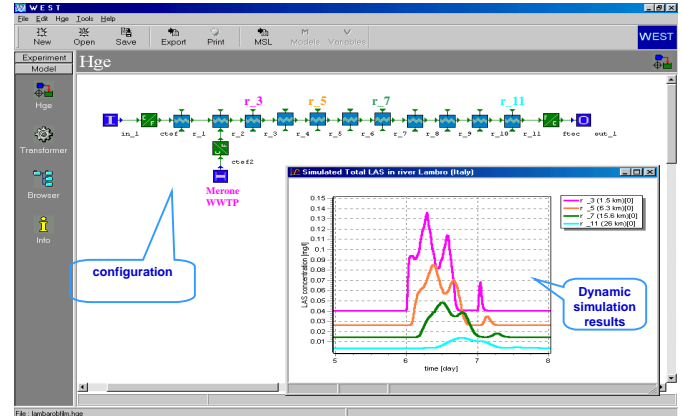 W E S T
File Edit Hge Tools Help
New Open Save Export Print MSL Models Variables
WEST
Experiment
Model
Hge
Hge
Transformer
Browser
Info
r_3 r_5 r_7 r_11
in_1 ctof r_1 r_2 r_3 r_4 r_5 r_6 r_7 r_8 r_9 r_10 r_11 ftoc out_1
ctof2
Merone
WWTP
configuration
Simulated Total LAS in river Lambro (Italy)
0.15
0.14
0.13
0.12
0.11
0.1
0.09
0.08
0.07
0.06
0.05
0.04
0.03
0.02
0.01
LAS concentration [mg/l]
5 6 7 8
time [day]
r_3 (1.5 km)[0]
r_5 (6.3 km)[0]
r_7 (15.6 km)[0]
r_11 (26 km)[0]
Dynamic
simulation
results
File : lambarobfilm.hge